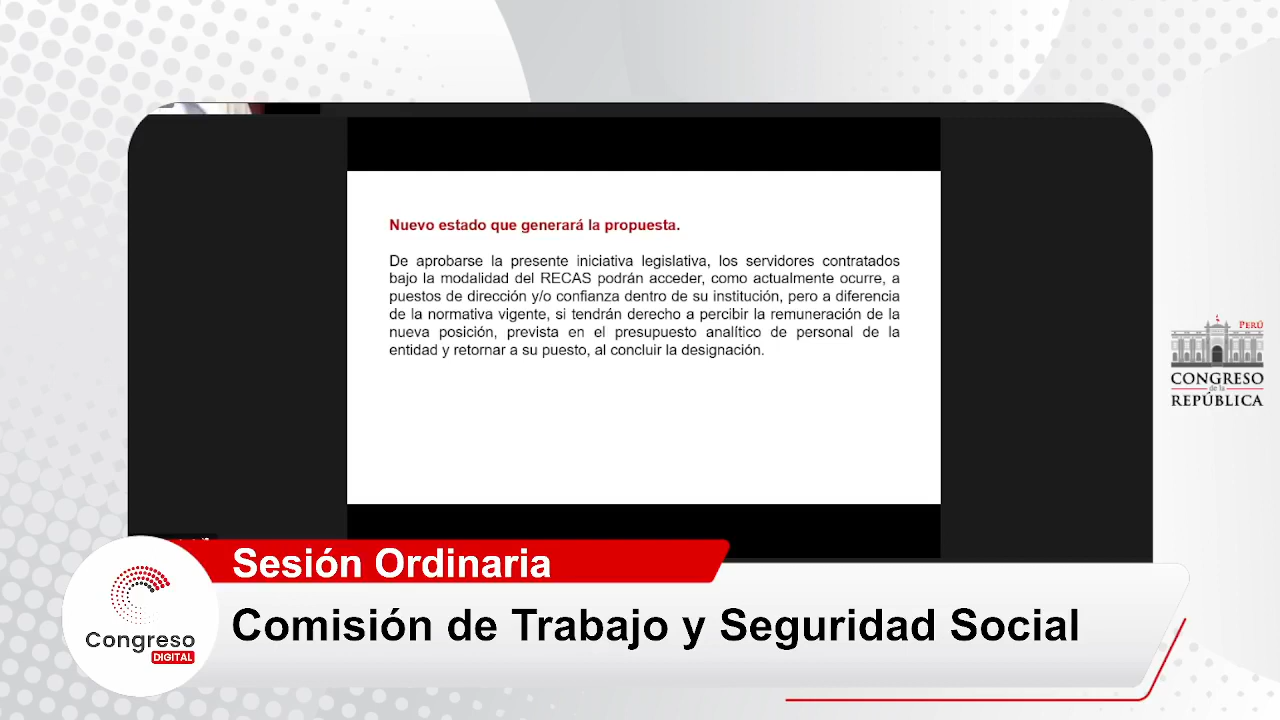 Nuevo estado que generará la propuesta.
De aprobarse la presente iniciativa legislativa, los servidores contratados
bajo la modalidad del RECAS podrán acceder, como actualmente ocurre, a
puestos de dirección y/o confianza dentro de su institución, pero a diferencia
de la normativa vigente, si tendrán derecho a percibir la remuneración de la
nueva posición, prevista en el presupuesto analítico de personal de la
entidad y retornar a su puesto, al concluir la designación.
PERÚ
CONGRESO
de la
REPÚBLICA
Sesión Ordinaria
Comisión de Trabajo y Seguridad Social
Congreso
DIGITAL